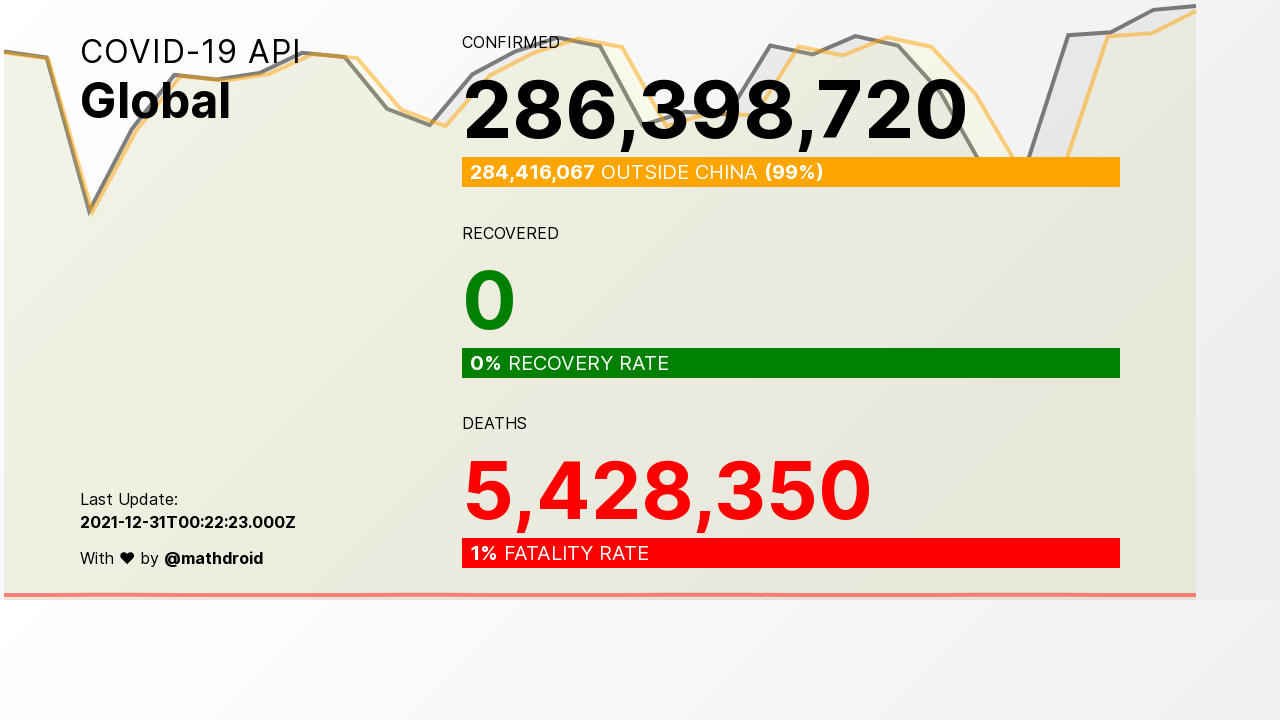 COVID-19 API
Global
CONFIRMED
286,398,720
284,416,067 OUTSIDE CHINA (99%)
RECOVERED
0
0% RECOVERY RATE
DEATHS
5,428,350
1% FATALITY RATE
Last Update:
2021-12-31T00:22:23.000Z
With ♥ by @mathdroid